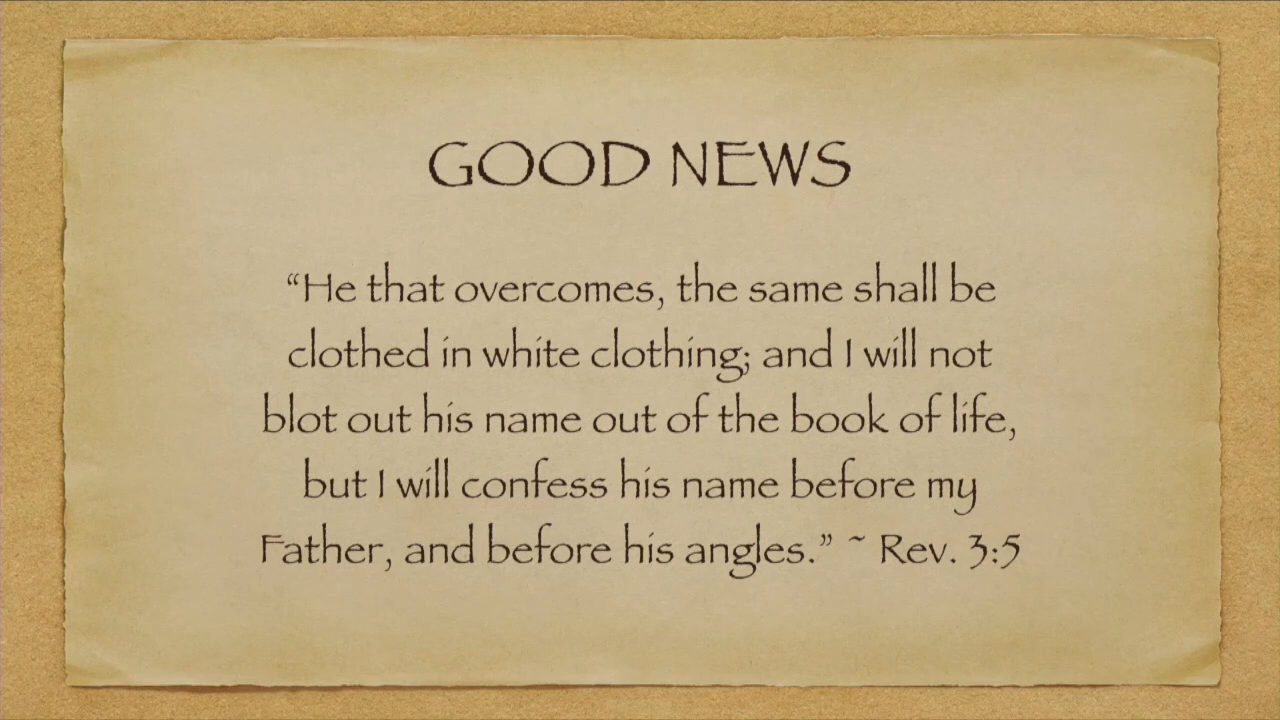 GOOD NEWS
“He that overcomes, the same shall be
clothed in white clothing; and I will not
blot out his name out of the book of life,
but I will confess his name before my
Father, and before his angles.” ~ Rev. 3:5